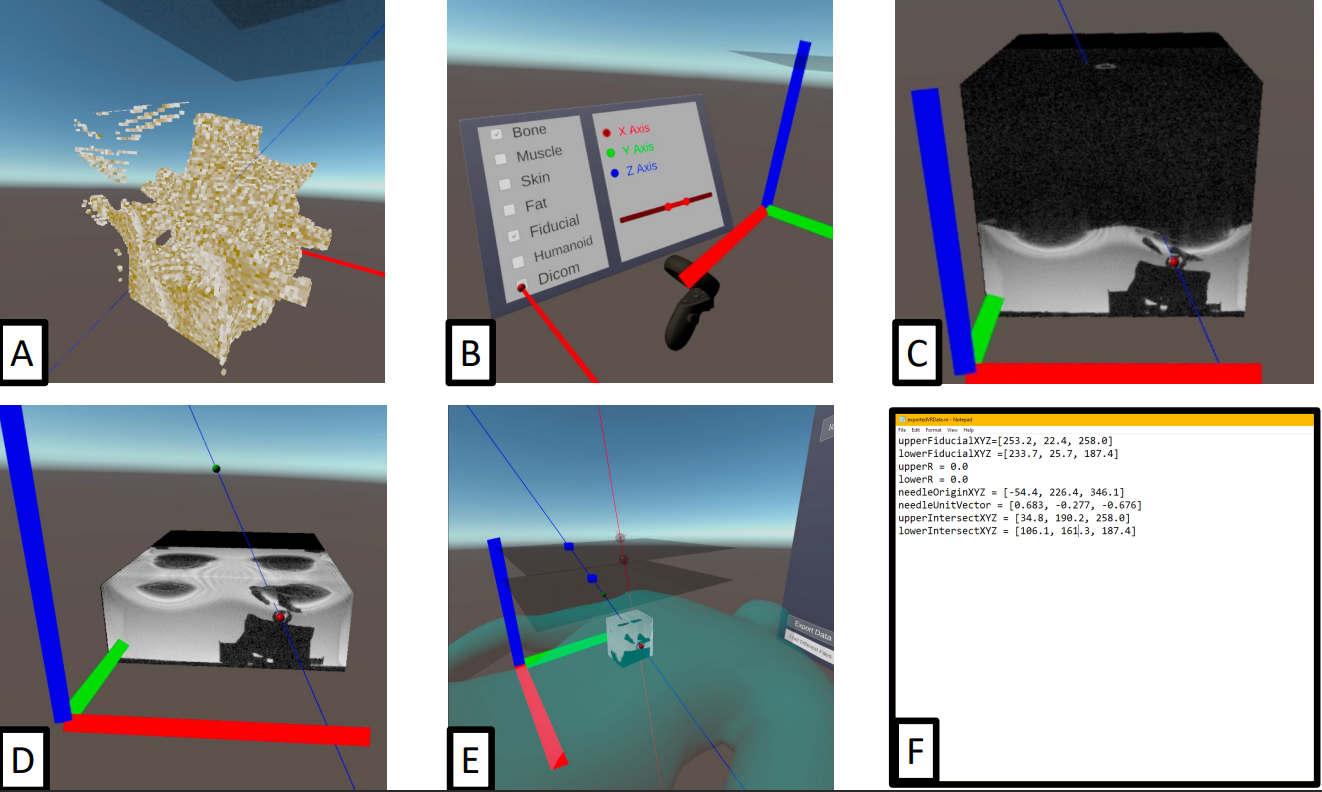 A
Bone
Muscle
Skin
Fat
Fiducial
Humanoid
Dicom
X Axis
Y Axis
Z Axis
B
C
D
Export Data
E
exportedVRData.m - Notepad
File Edit Format View Help
upperFiducialXYZ=[253.2, 22.4, 258.0]
lowerFiducialXYZ =[233.7, 25.7, 187.4]
upperR = 0.0
lowerR = 0.0
needleOriginXYZ = [-54.4, 226.4, 346.1]
needleUnitVector = [0.683, -0.277, -0.676]
upperIntersectXYZ = [34.8, 190.2, 258.0]
lowerIntersectXYZ = [106.1, 161.3, 187.4]
F